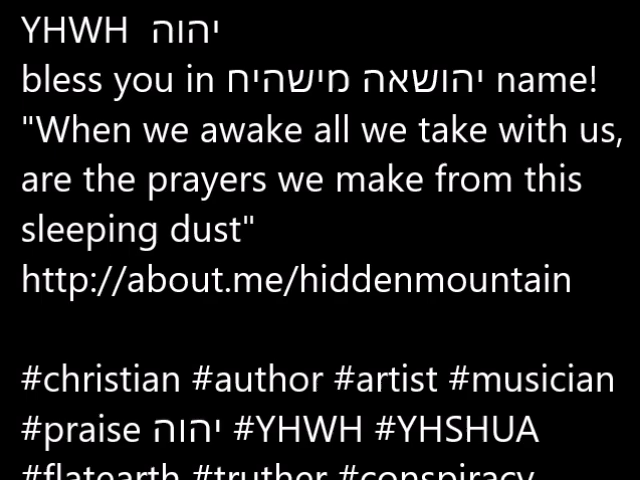 YHWH יהוה
bless you in יהושאה מישהיח name!
"When we awake all we take with us,
are the prayers we make from this
sleeping dust"
http://about.me/hiddenmountain
#christian #author #artist #musician
#praise יהוה #YHWH #YHSHUA
#flatearth #truther #conspiracy